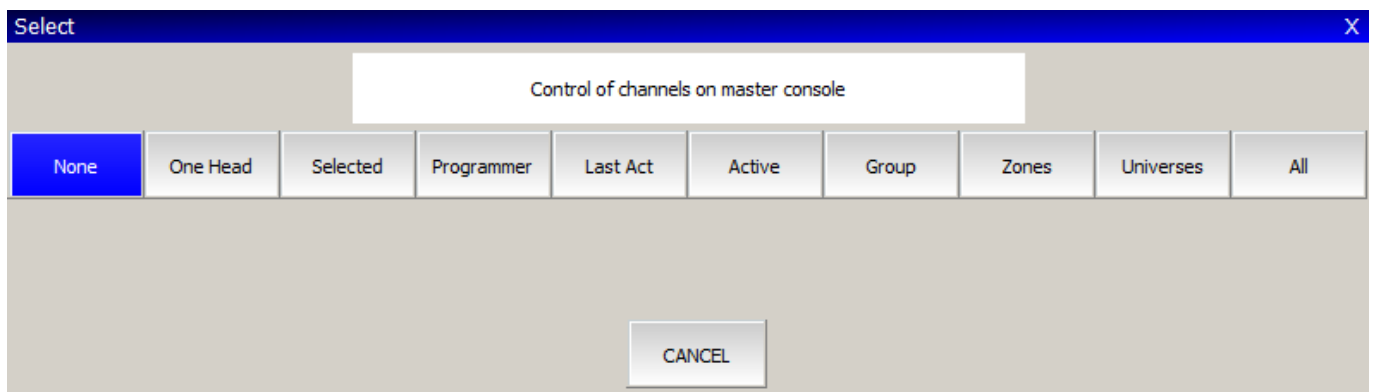 Select X
Control of channels on master console
None One Head Selected Programmer Last Act Active Group Zones Universes All
CANCEL